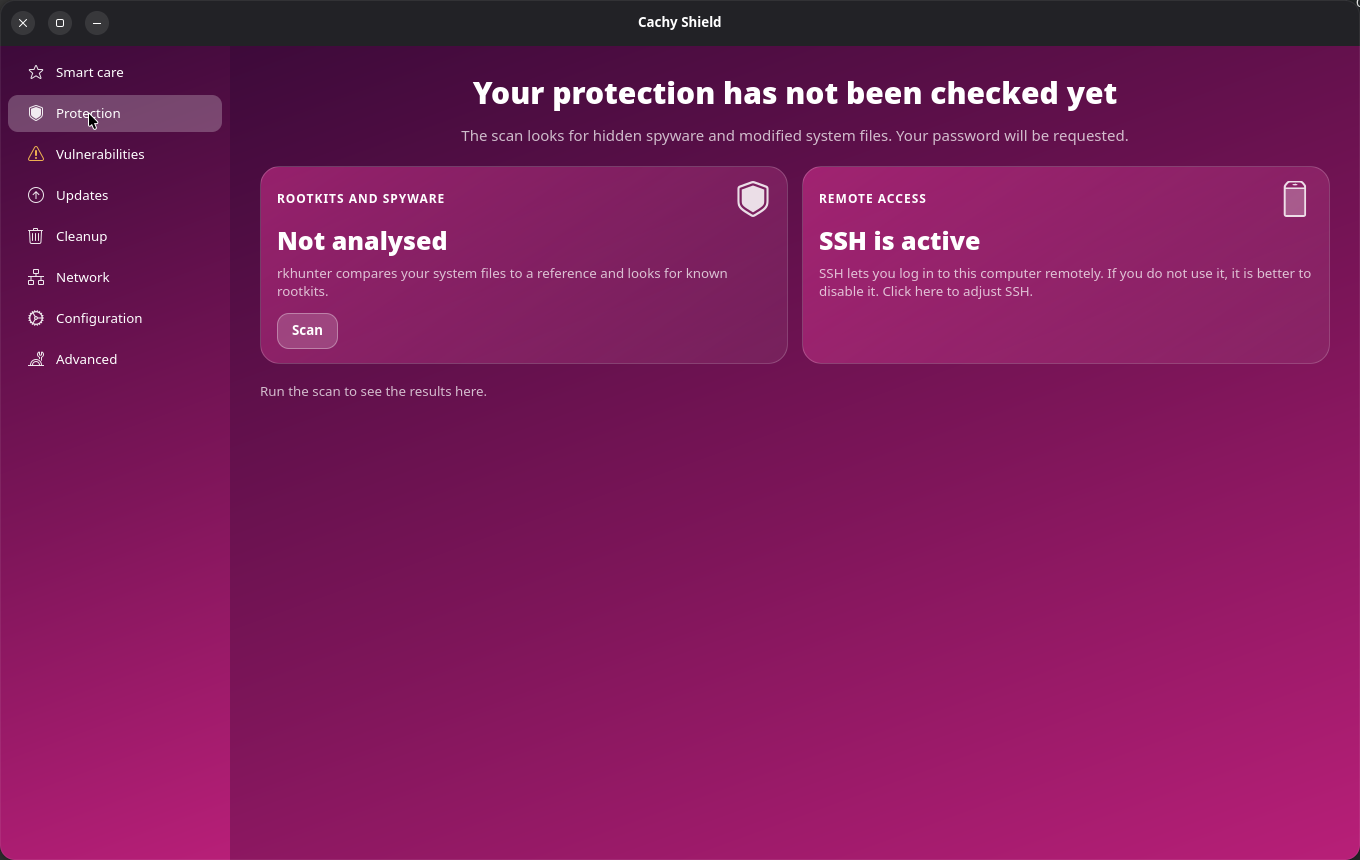 Cachy Shield
Smart care
Protection
Vulnerabilities
Updates
Cleanup
Network
Configuration
Advanced
Your protection has not been checked yet
The scan looks for hidden spyware and modified system files. Your password will be requested.
ROOTKITS AND SPYWARE
Not analysed
rkhunter compares your system files to a reference and looks for known
rootkits.
Scan
REMOTE ACCESS
SSH is active
SSH lets you log in to this computer remotely. If you do not use it, it is better to
disable it. Click here to adjust SSH.
Run the scan to see the results here.